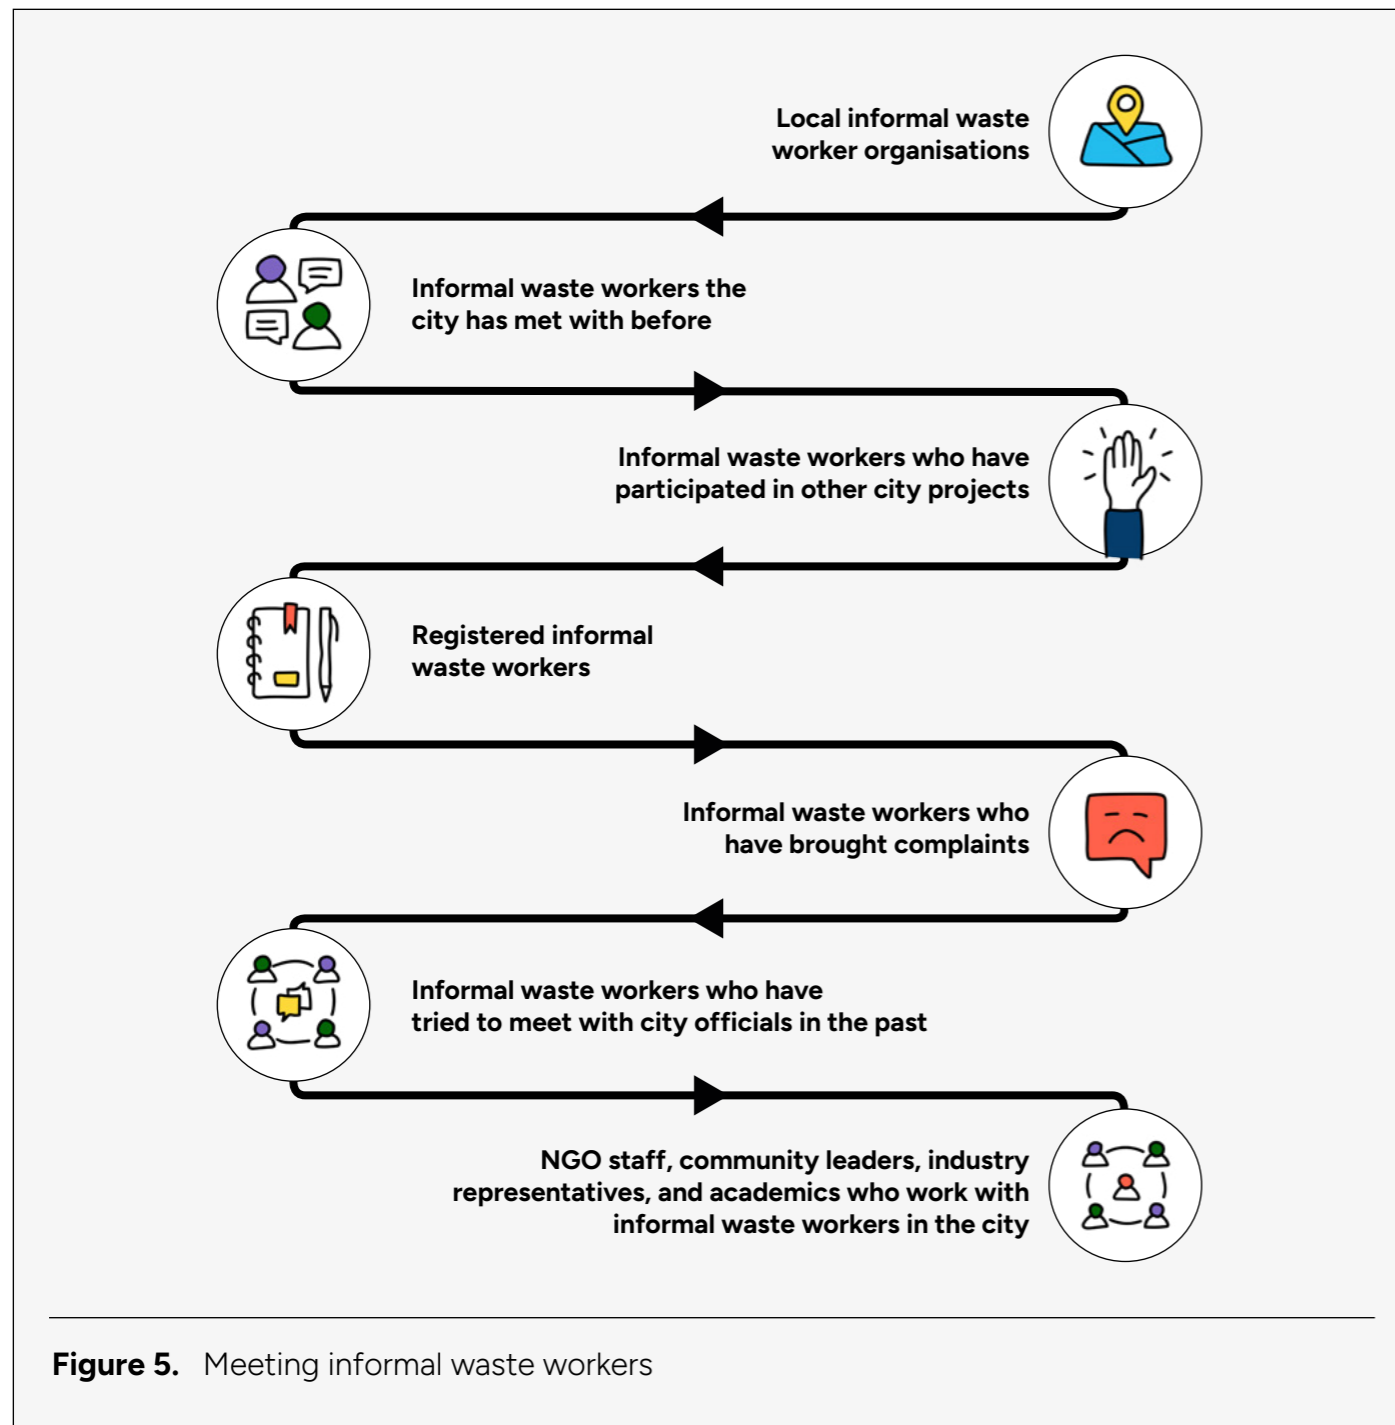 Local informal waste
worker organisations
Informal waste workers the
city has met with before
Informal waste workers who have
participated in other city projects
Registered informal
waste workers
Informal waste workers who
have brought complaints
Informal waste workers who have
tried to meet with city officials in the past
NGO staff, community leaders, industry
representatives, and academics who work with
informal waste workers in the city
Figure 5. Meeting informal waste workers